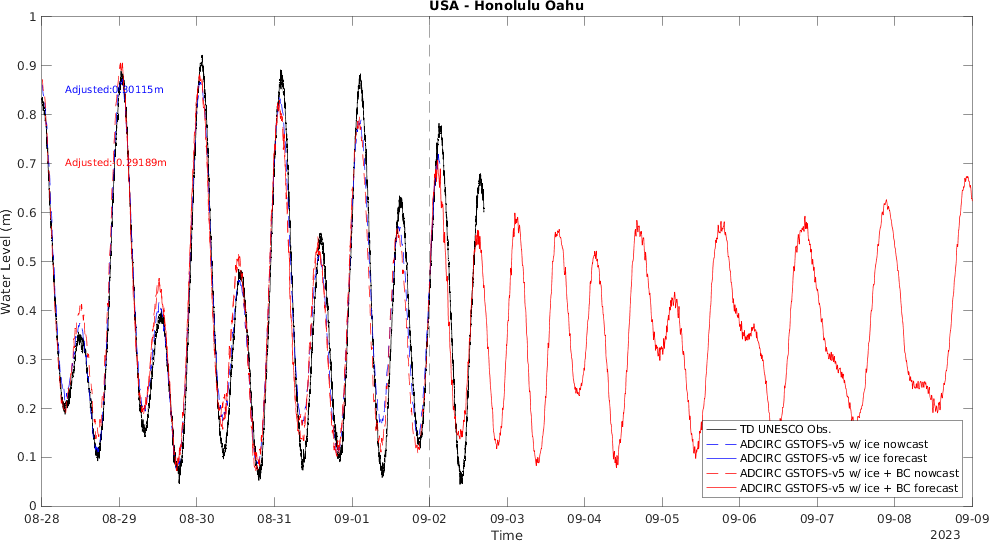 USA - Honolulu Oahu
1
0.9
0.8
0.7
0.6
0.5
0.4
0.3
0.2
0.1
0
Water Level (m)
Adjusted:0.30115m
Adjusted:-0.29189m
TD UNESCO Obs.
ADCIRC GSTOFS-v5 w/ ice nowcast
ADCIRC GSTOFS-v5 w/ ice forecast
ADCIRC GSTOFS-v5 w/ ice + BC nowcast
ADCIRC GSTOFS-v5 w/ ice + BC forecast
08-28 08-29 08-30 08-31 09-01 09-02 09-03 09-04 09-05 09-06 09-07 09-08 09-09
Time
2023